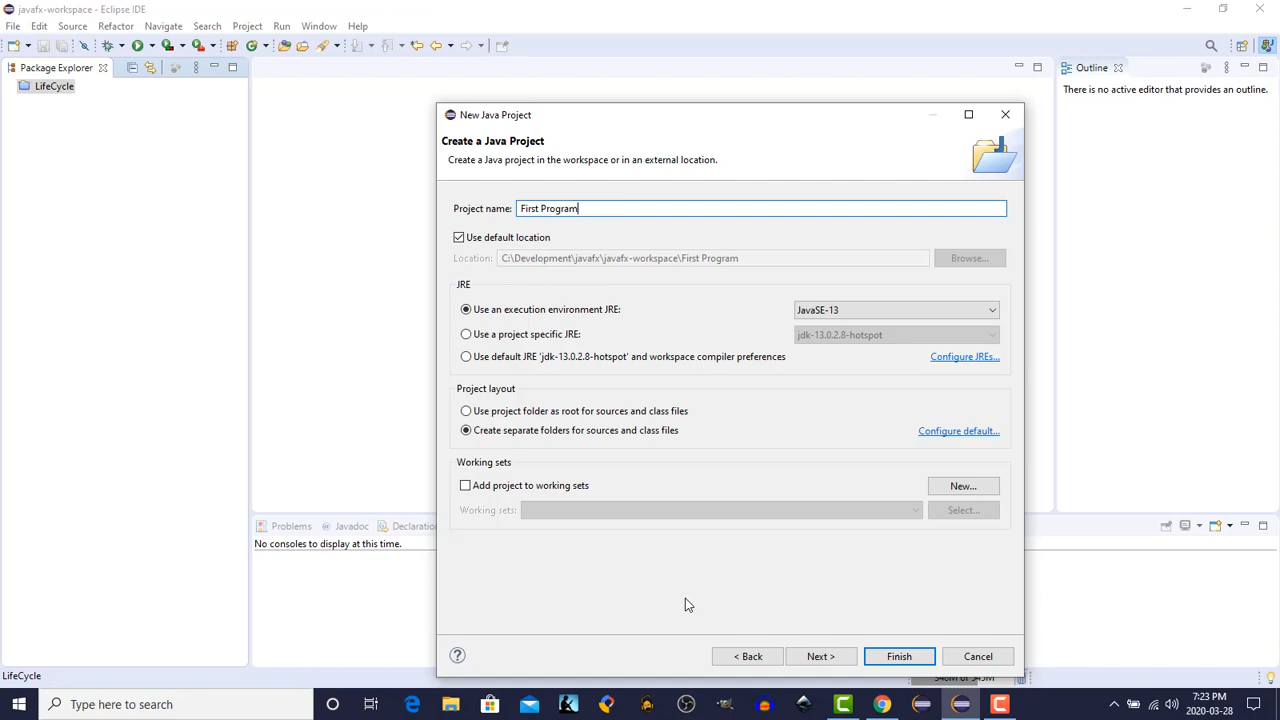 javafx-workspace - Eclipse IDE
File Edit Source Refactor Navigate Search Project Run Window Help
Package Explorer
Outline
LifeCycle
There is no active editor that provides an outline.
New Java Project
Create a Java Project
Create a Java project in the workspace or in an external location.
Project name: First Program
Use default location
Location: C:\Development\javafx\javafx-workspace\First Program Browse...
JRE
Use an execution environment JRE: JavaSE-13
Use a project specific JRE: jdk-13.0.2.8-hotspot
Use default JRE 'jdk-13.0.2.8-hotspot' and workspace compiler preferences Configure JREs...
Project layout
Use project folder as root for sources and class files
Create separate folders for sources and class files Configure default...
Working sets
Add project to working sets New...
Working sets: Select...
Problems @ Javadoc Declaration
No consoles to display at this time.
? < Back Next > Finish Cancel
LifeCycle
Type here to search
7:23 PM
2020-03-28